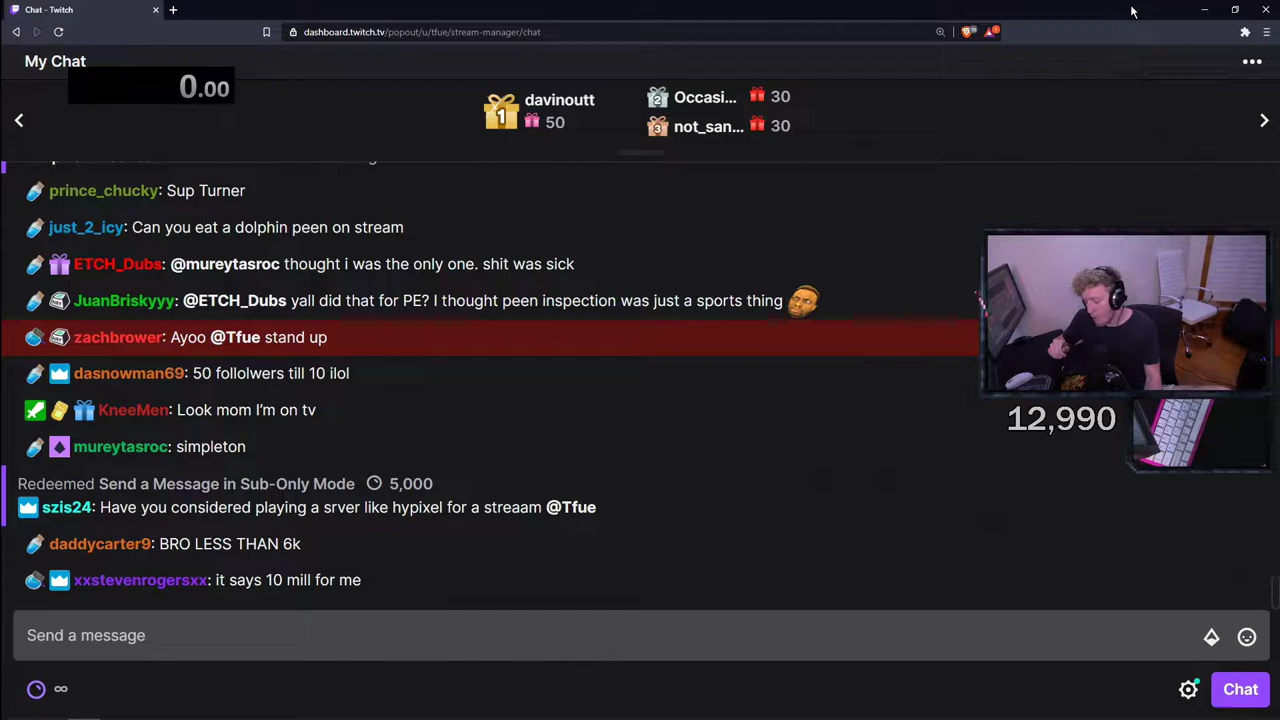 Chat - Twitch
dashboard.twitch.tv/popout/u/tfue/stream-manager/chat
My Chat
0.00
1 davinoutt 50
2 Occasi... 30
3 not_san... 30
prince_chucky: Sup Turner
just_2_icy: Can you eat a dolphin peen on stream
ETCH_Dubs: @mureytasroc thought i was the only one. shit was sick
JuanBriskyyy: @ETCH_Dubs yall did that for PE? I thought peen inspection was just a sports thing
zachbrower: Ayoo @Tfue stand up
dasnowman69: 50 follolwers till 10 ilol
KneeMen: Look mom I'm on tv
12,990
mureytasroc: simpleton
Redeemed Send a Message in Sub-Only Mode 5,000
szis24: Have you considered playing a srver like hypixel for a streaam @Tfue
daddycarter9: BRO LESS THAN 6k
xxstevenrogersxx: it says 10 mill for me
Send a message
∞
Chat